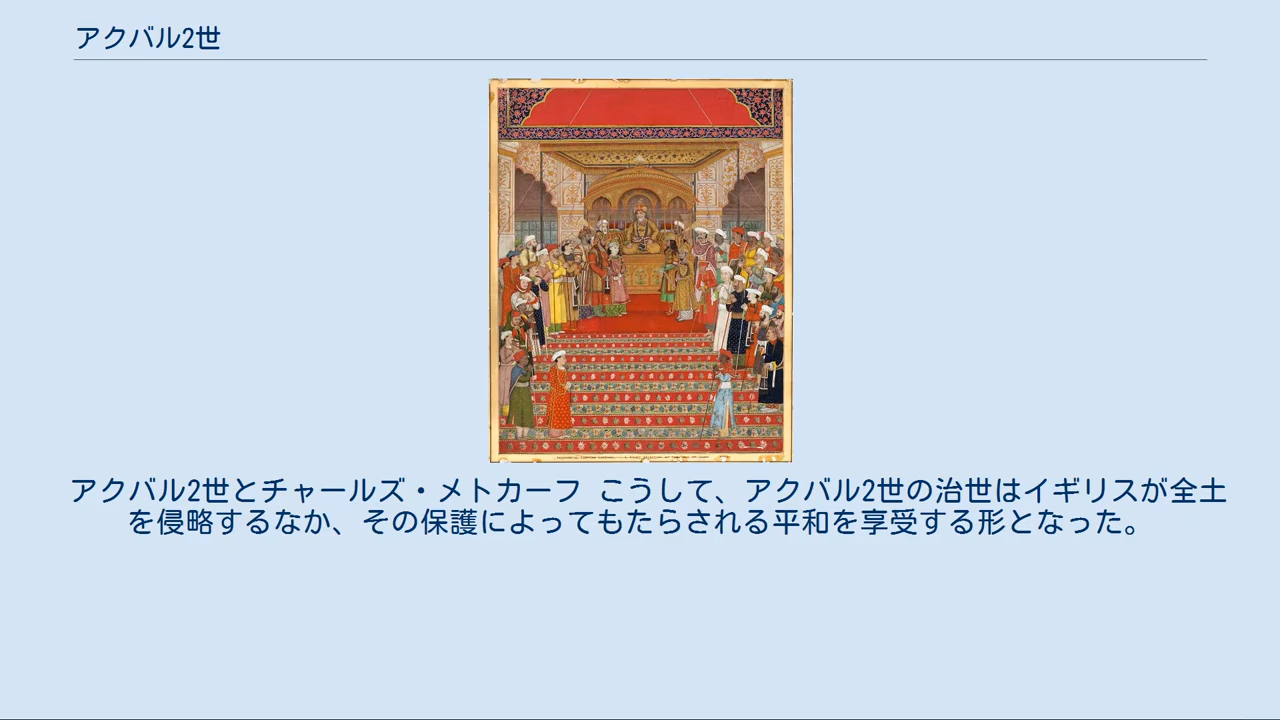 アクバル2世
アクバル2世とチャールズ・メトカーフ こうして、アクバル2世の治世はイギリスが全土
を侵略するなか、その保護によってもたらされる平和を享受する形となった。